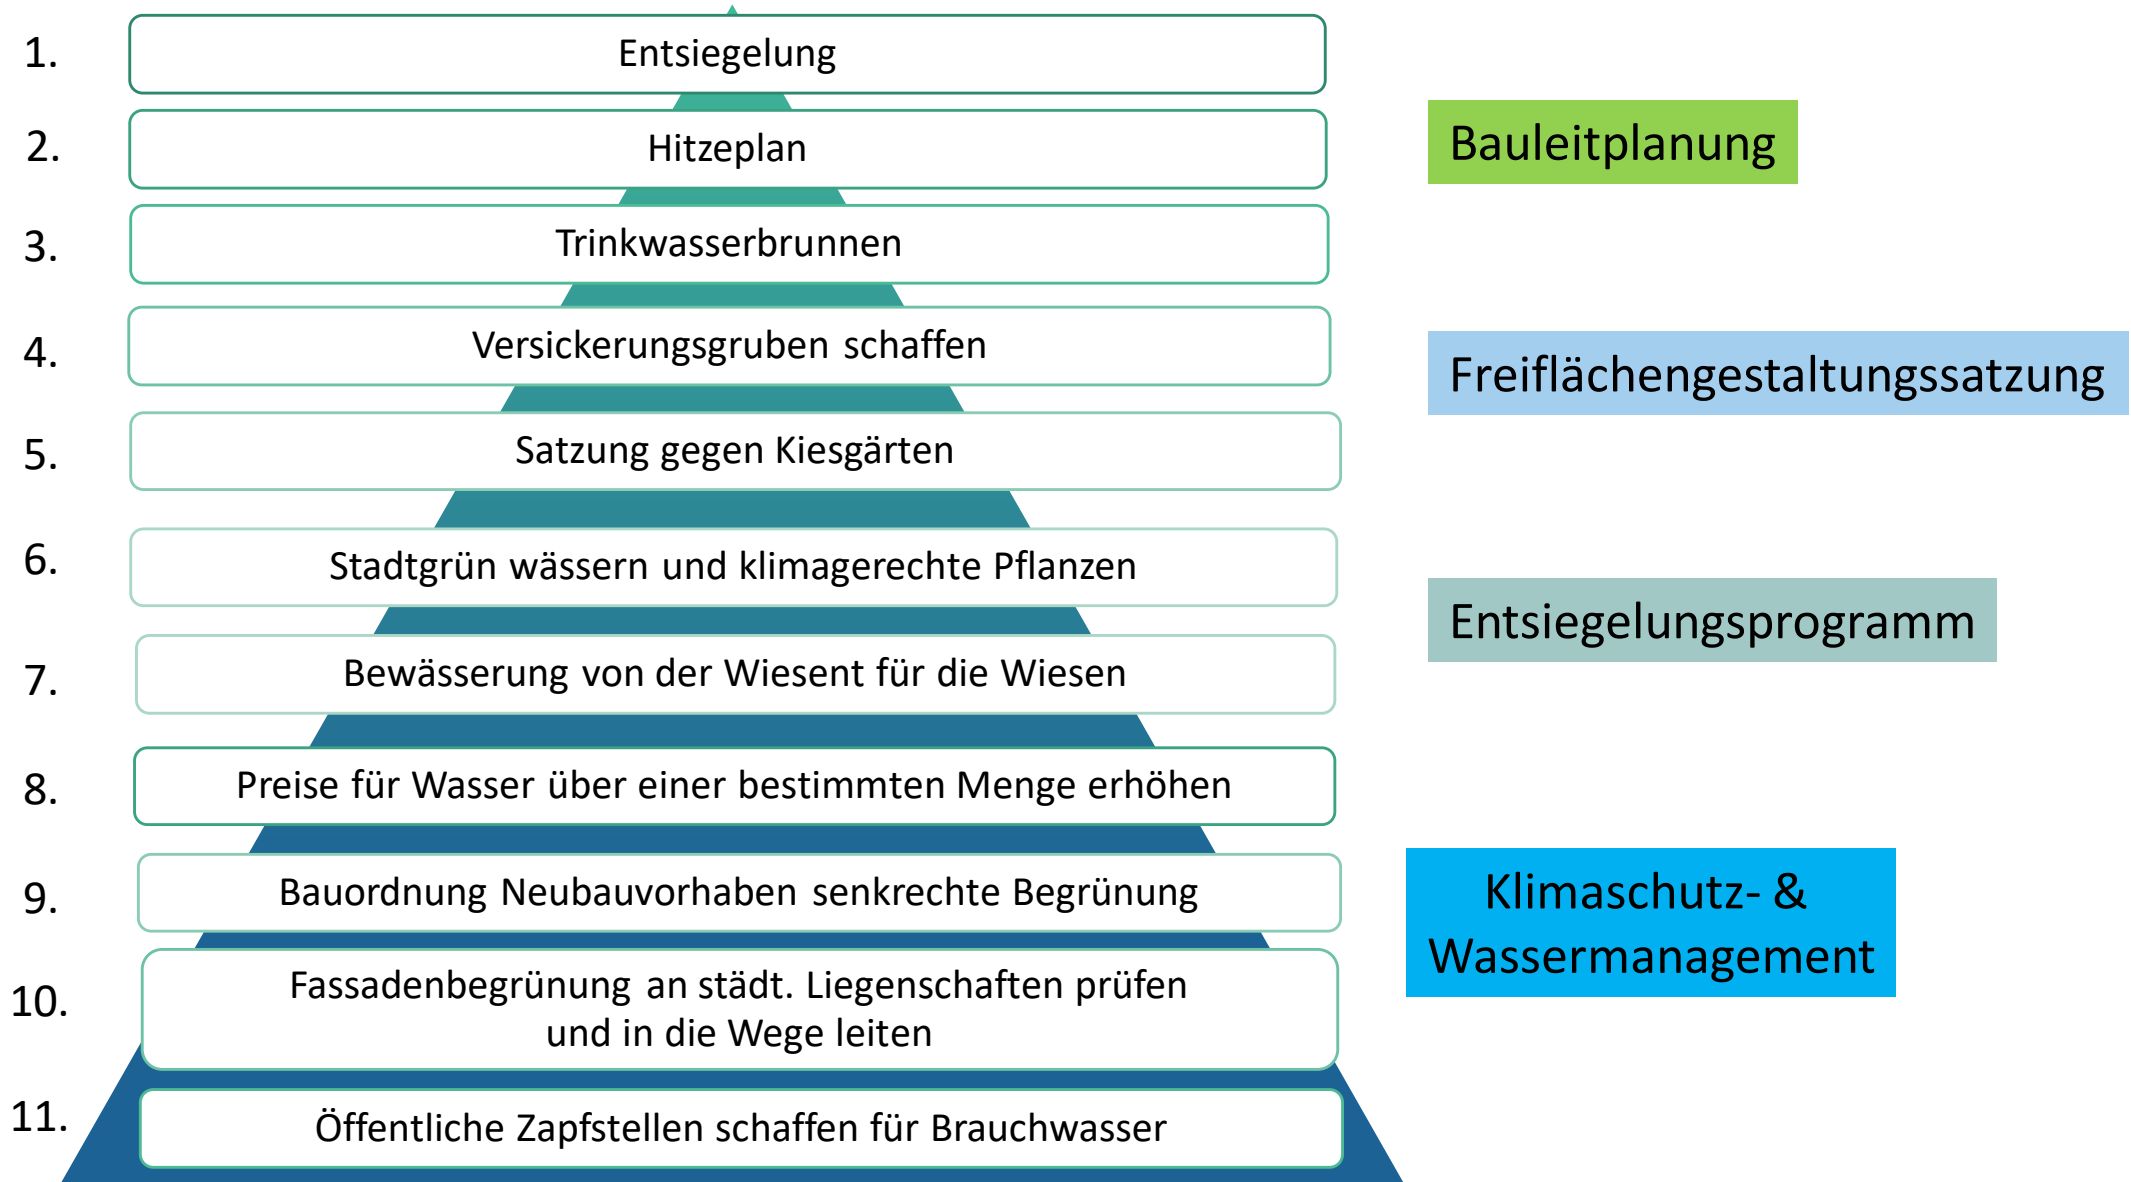 1.
Entsiegelung
2.
Hitzeplan
3.
Trinkwasserbrunnen
4.
Versickerungsgruben schaffen
5.
Satzung gegen Kiesgärten
6.
Stadtgrün wässern und klimagerechte Pflanzen
7.
Bewässerung von der Wiesent für die Wiesen
8.
Preise für Wasser über einer bestimmten Menge erhöhen
9.
Bauordnung Neubauvorhaben senkrechte Begrünung
10.
Fassadenbegrünung an städt. Liegenschaften prüfen
und in die Wege leiten
11.
Öffentliche Zapfstellen schaffen für Brauchwasser
Bauleitplanung
Freiflächengestaltungssatzung
Entsiegelungsprogramm
Klimaschutz- &
Wassermanagement